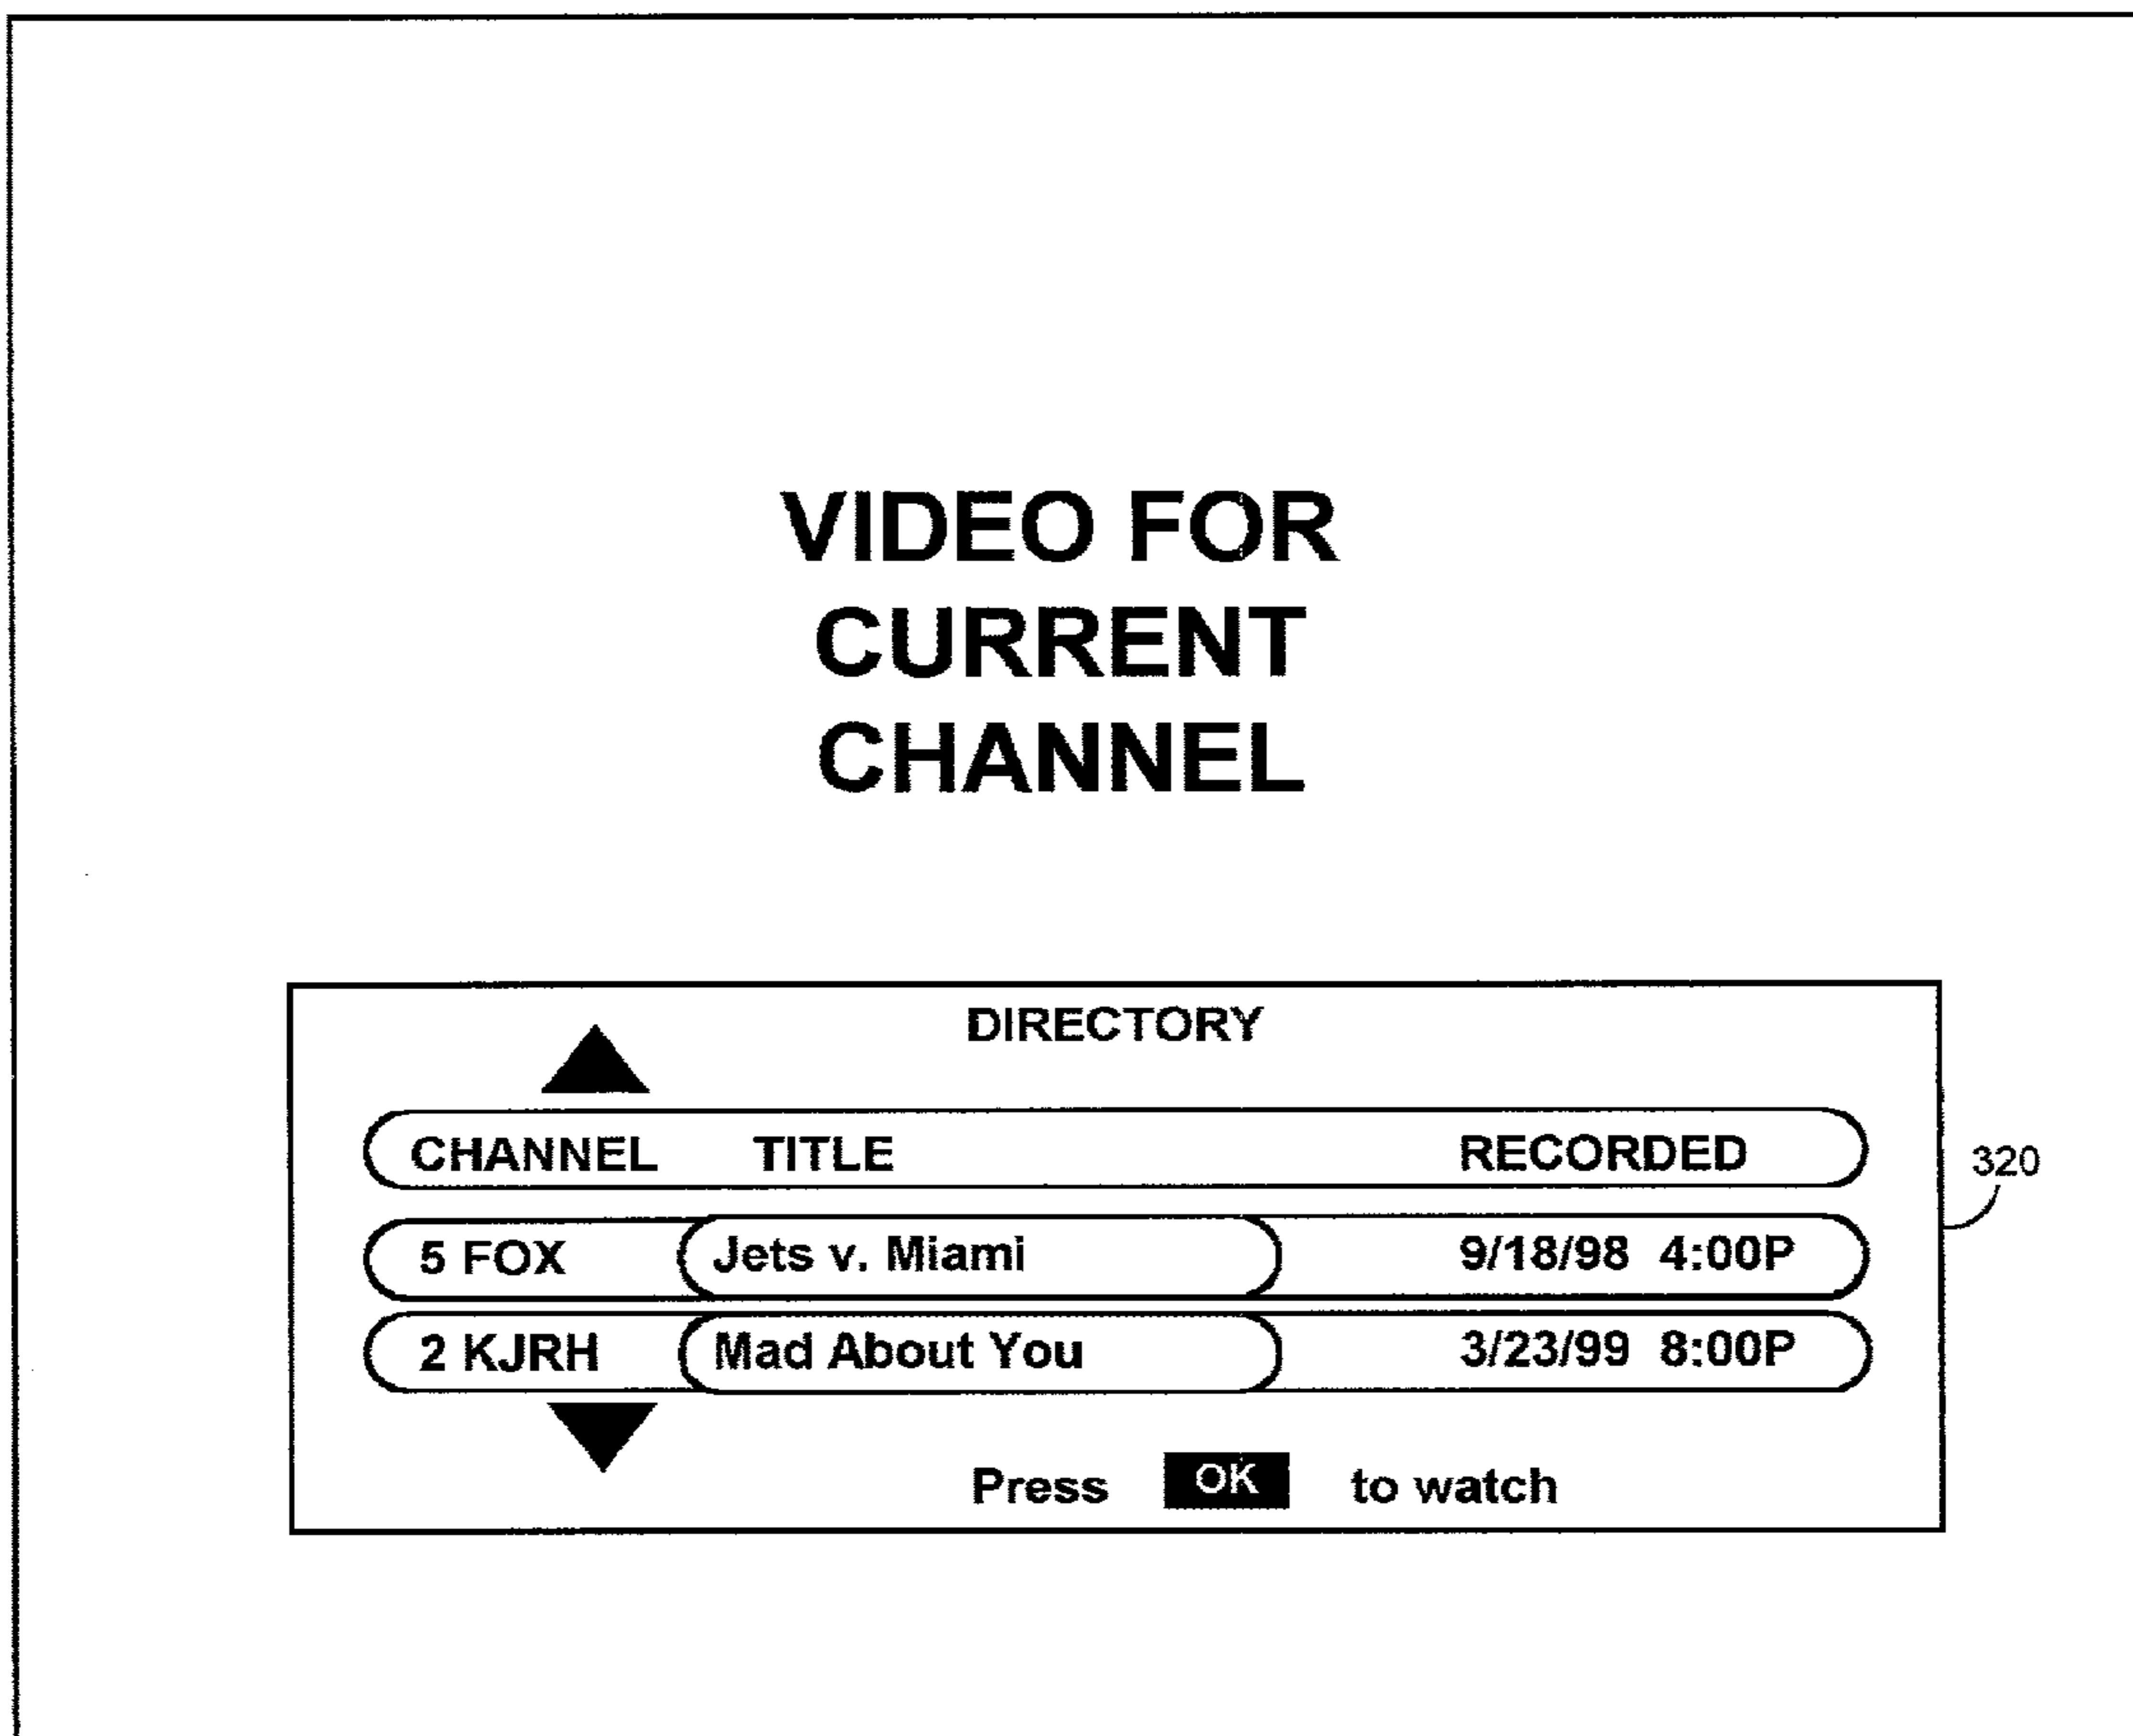 VIDEO FOR
CURRENT
CHANNEL
DIRECTORY
CHANNEL TITLE RECORDED
320
5 FOX Jets v. Miami 9/18/98 4:00P
2 KJRH Mad About You 3/23/99 8:00P
Press OK to watch